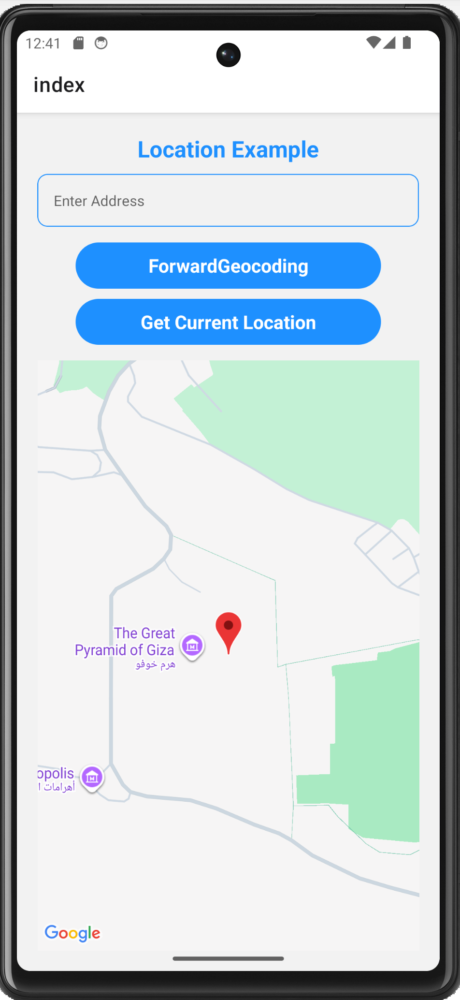 12:41
index
Location Example
Enter Address
ForwardGeocoding
Get Current Location
The Great
Pyramid of Giza
هرم خوفو
opolis
أهرامات ا
Google